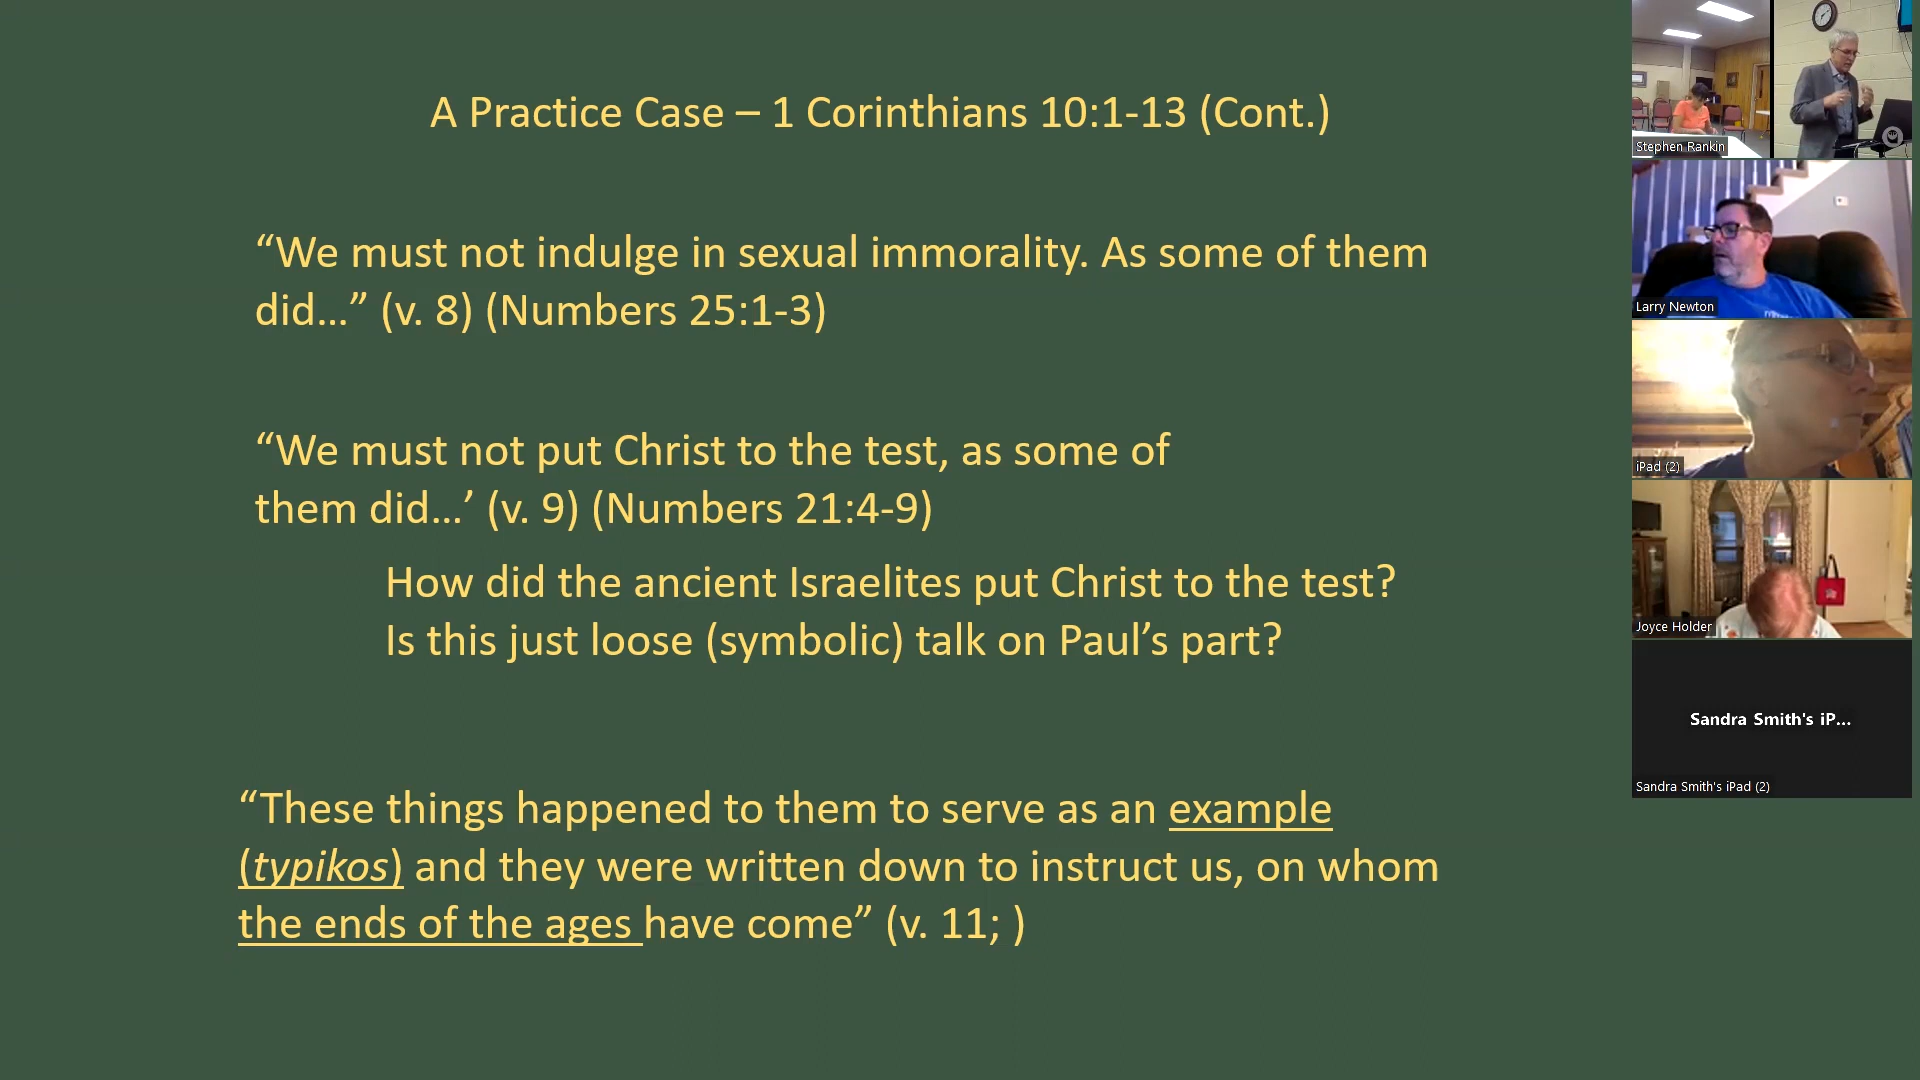 A Practice Case – 1 Corinthians 10:1-13 (Cont.)
“We must not indulge in sexual immorality. As some of them
did…” (v. 8) (Numbers 25:1-3)
“We must not put Christ to the test, as some of
them did…’ (v. 9) (Numbers 21:4-9)
How did the ancient Israelites put Christ to the test?
Is this just loose (symbolic) talk on Paul’s part?
“These things happened to them to serve as an example
(typikos) and they were written down to instruct us, on whom
the ends of the ages have come” (v. 11; )
Stephen Rankin
Larry Newton
iPad (2)
Joyce Holder
Sandra Smith's iP...
Sandra Smith's iPad (2)